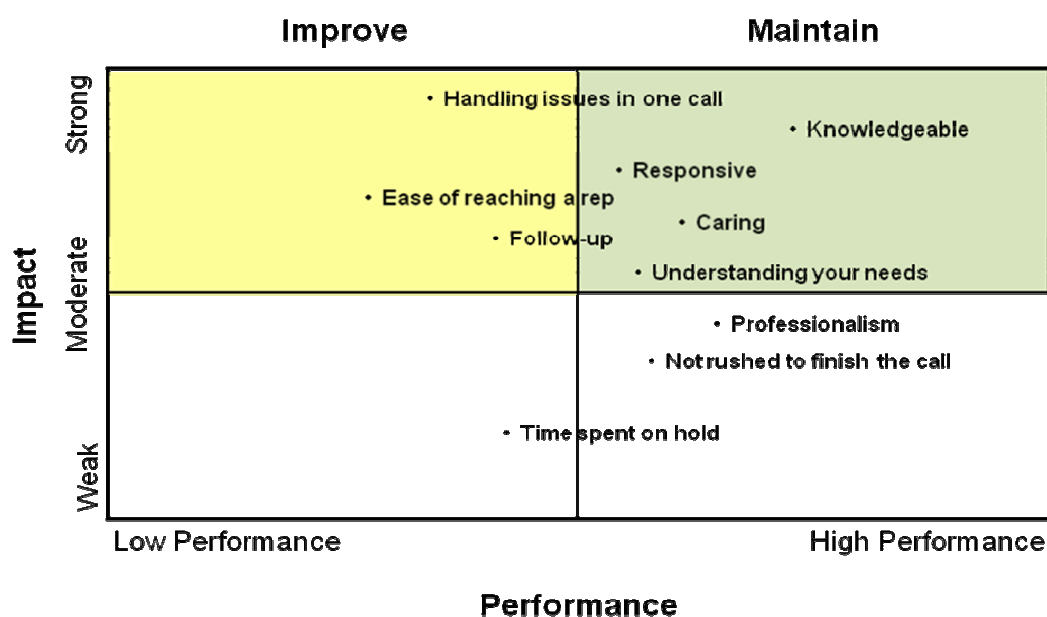 Improve
Maintain
Strong
Handling issues in one call
Knowledgeable
Responsive
Ease of reaching a rep
Caring
Follow-up
Understanding your needs
Impact
Moderate
Professionalism
Not rushed to finish the call
Time spent on hold
Weak
Low Performance
High Performance
Performance